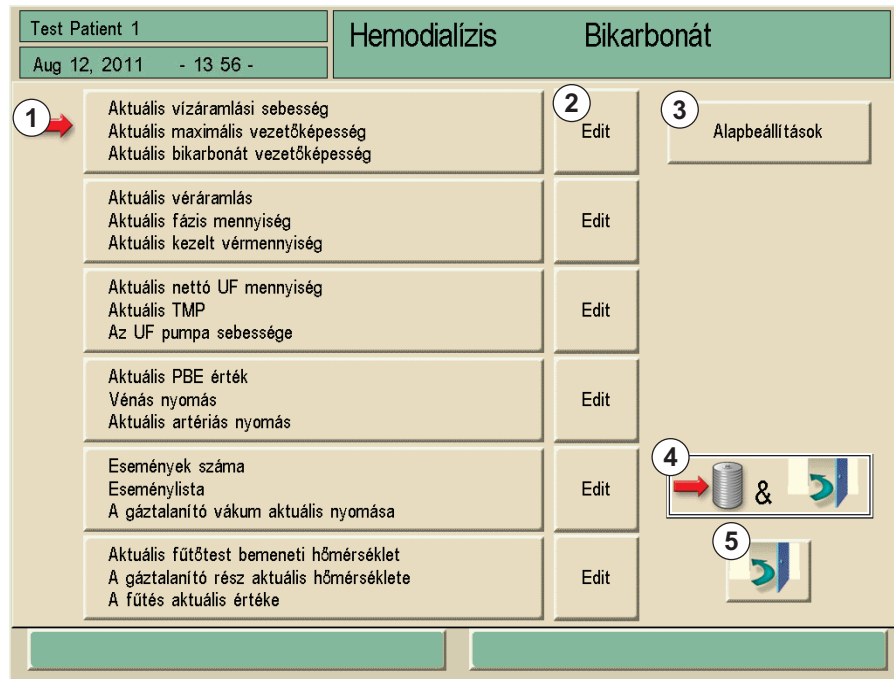 Test Patient 1
Aug 12, 2011 - 13 56 -
Hemodialízis Bikarbonát
1
Aktuális vízáramlási sebesség
Aktuális maximális vezetőképesség
Aktuális bikarbonát vezetőképesség
2
Edit
3
Alapbeállítások
Aktuális véráramlás
Aktuális fázis mennyiség
Aktuális kezelt vérmennyiség
Edit
Aktuális nettó UF mennyiség
Aktuális TMP
Az UF pumpa sebessége
Edit
Aktuális PBE érték
Vénás nyomás
Aktuális artériás nyomás
Edit
Események száma
Eseménylista
A gáztalanító vákum aktuális nyomása
Edit
4
&
Aktuális fűtőtest bemeneti hőmérséklet
A gáztalanító rész aktuális hőmérséklete
A fűtés aktuális értéke
Edit
5